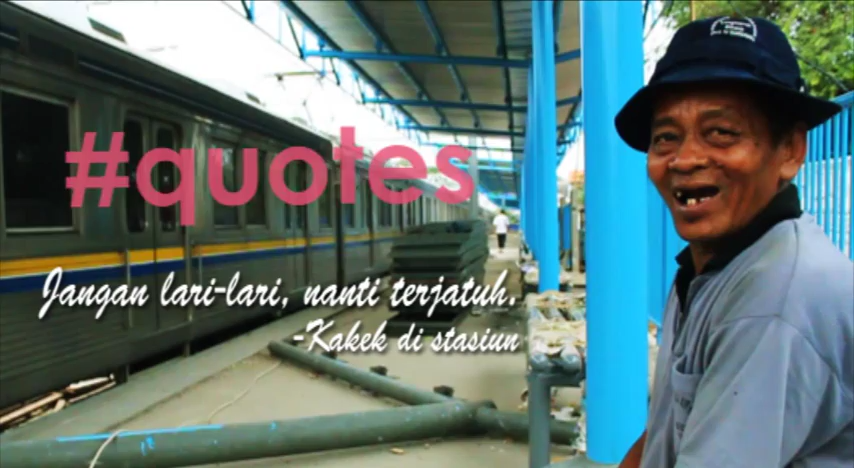 #quotes
Jangan lari-lari, nanti terjatuh.
-Kakek di stasiun